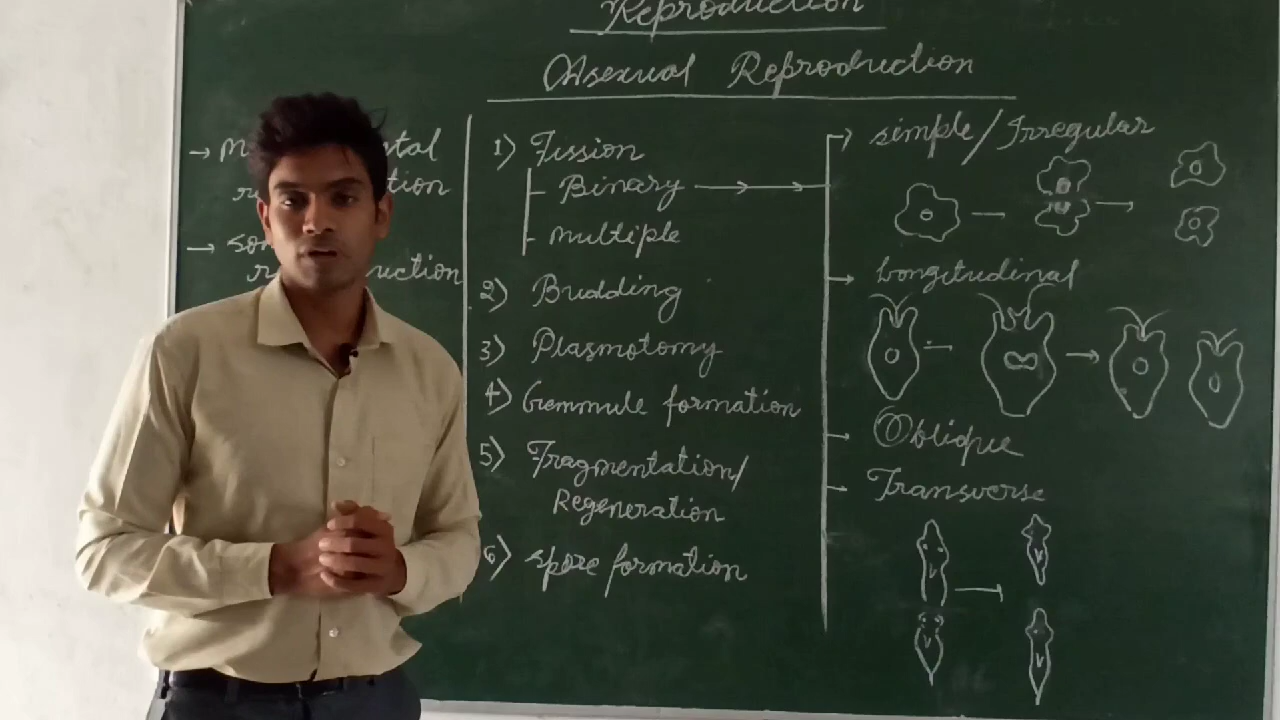 Reproduction
Asexual Reproduction
→
→
uction
1) Fission
Binary
multiple
2) Budding
3) Plasmotomy
4) Gemmule formation
5) Fragmentation/
Regeneration
6) spore formation
simple/Irregular
Longitudinal
Oblique
Transverse